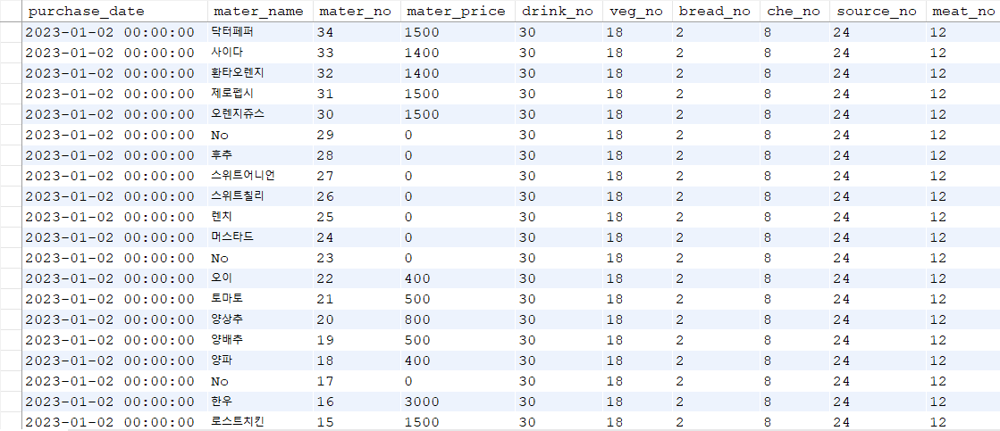 purchase_date mater_name mater_no mater_price drink_no veg_no bread_no che_no source_no meat_no
2023-01-02 00:00:00 닥터페퍼 34 1500 30 18 2 8 24 12
2023-01-02 00:00:00 사이다 33 1400 30 18 2 8 24 12
2023-01-02 00:00:00 환타오렌지 32 1400 30 18 2 8 24 12
2023-01-02 00:00:00 제로펩시 31 1500 30 18 2 8 24 12
2023-01-02 00:00:00 오렌지쥬스 30 1500 30 18 2 8 24 12
2023-01-02 00:00:00 No 29 0 30 18 2 8 24 12
2023-01-02 00:00:00 후추 28 0 30 18 2 8 24 12
2023-01-02 00:00:00 스위트어니언 27 0 30 18 2 8 24 12
2023-01-02 00:00:00 스위트칠리 26 0 30 18 2 8 24 12
2023-01-02 00:00:00 렌치 25 0 30 18 2 8 24 12
2023-01-02 00:00:00 머스타드 24 0 30 18 2 8 24 12
2023-01-02 00:00:00 No 23 0 30 18 2 8 24 12
2023-01-02 00:00:00 오이 22 400 30 18 2 8 24 12
2023-01-02 00:00:00 토마토 21 500 30 18 2 8 24 12
2023-01-02 00:00:00 양상추 20 800 30 18 2 8 24 12
2023-01-02 00:00:00 양배추 19 500 30 18 2 8 24 12
2023-01-02 00:00:00 양파 18 400 30 18 2 8 24 12
2023-01-02 00:00:00 No 17 0 30 18 2 8 24 12
2023-01-02 00:00:00 한우 16 3000 30 18 2 8 24 12
2023-01-02 00:00:00 로스트치킨 15 1500 30 18 2 8 24 12